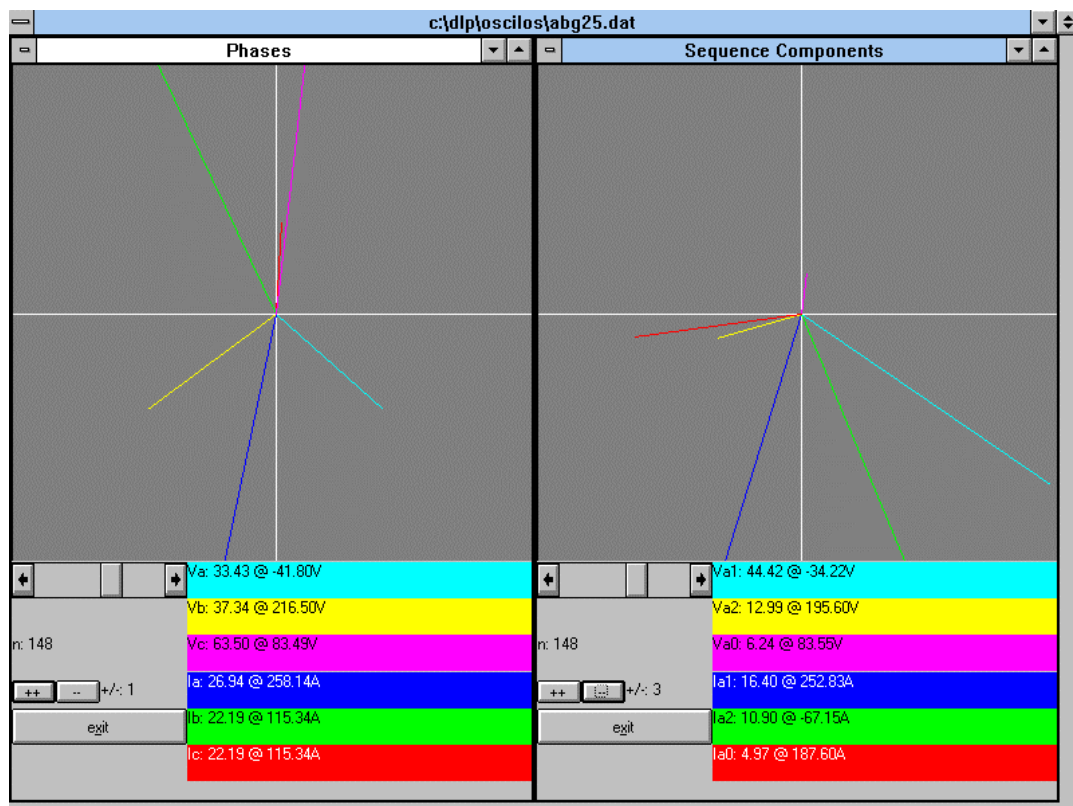 c:\dlp\oscilos\abg25.dat
Phases
Sequence Components
Va: 33.43 @ -41.80V
Vb: 37.34 @ 216.50V
n: 148
Vc: 63.50 @ 83.49V
++ -- +/-: 1
Ia: 26.94 @ 258.14A
exit
Ib: 22.19 @ 115.34A
Ic: 22.19 @ 115.34A
Va1: 44.42 @ -34.22V
Va2: 12.99 @ 195.60V
n: 148
Va0: 6.24 @ 83.55V
++ -- +/-: 3
Ia1: 16.40 @ 252.83A
exit
Ia2: 10.90 @ -67.15A
Ia0: 4.97 @ 187.60A